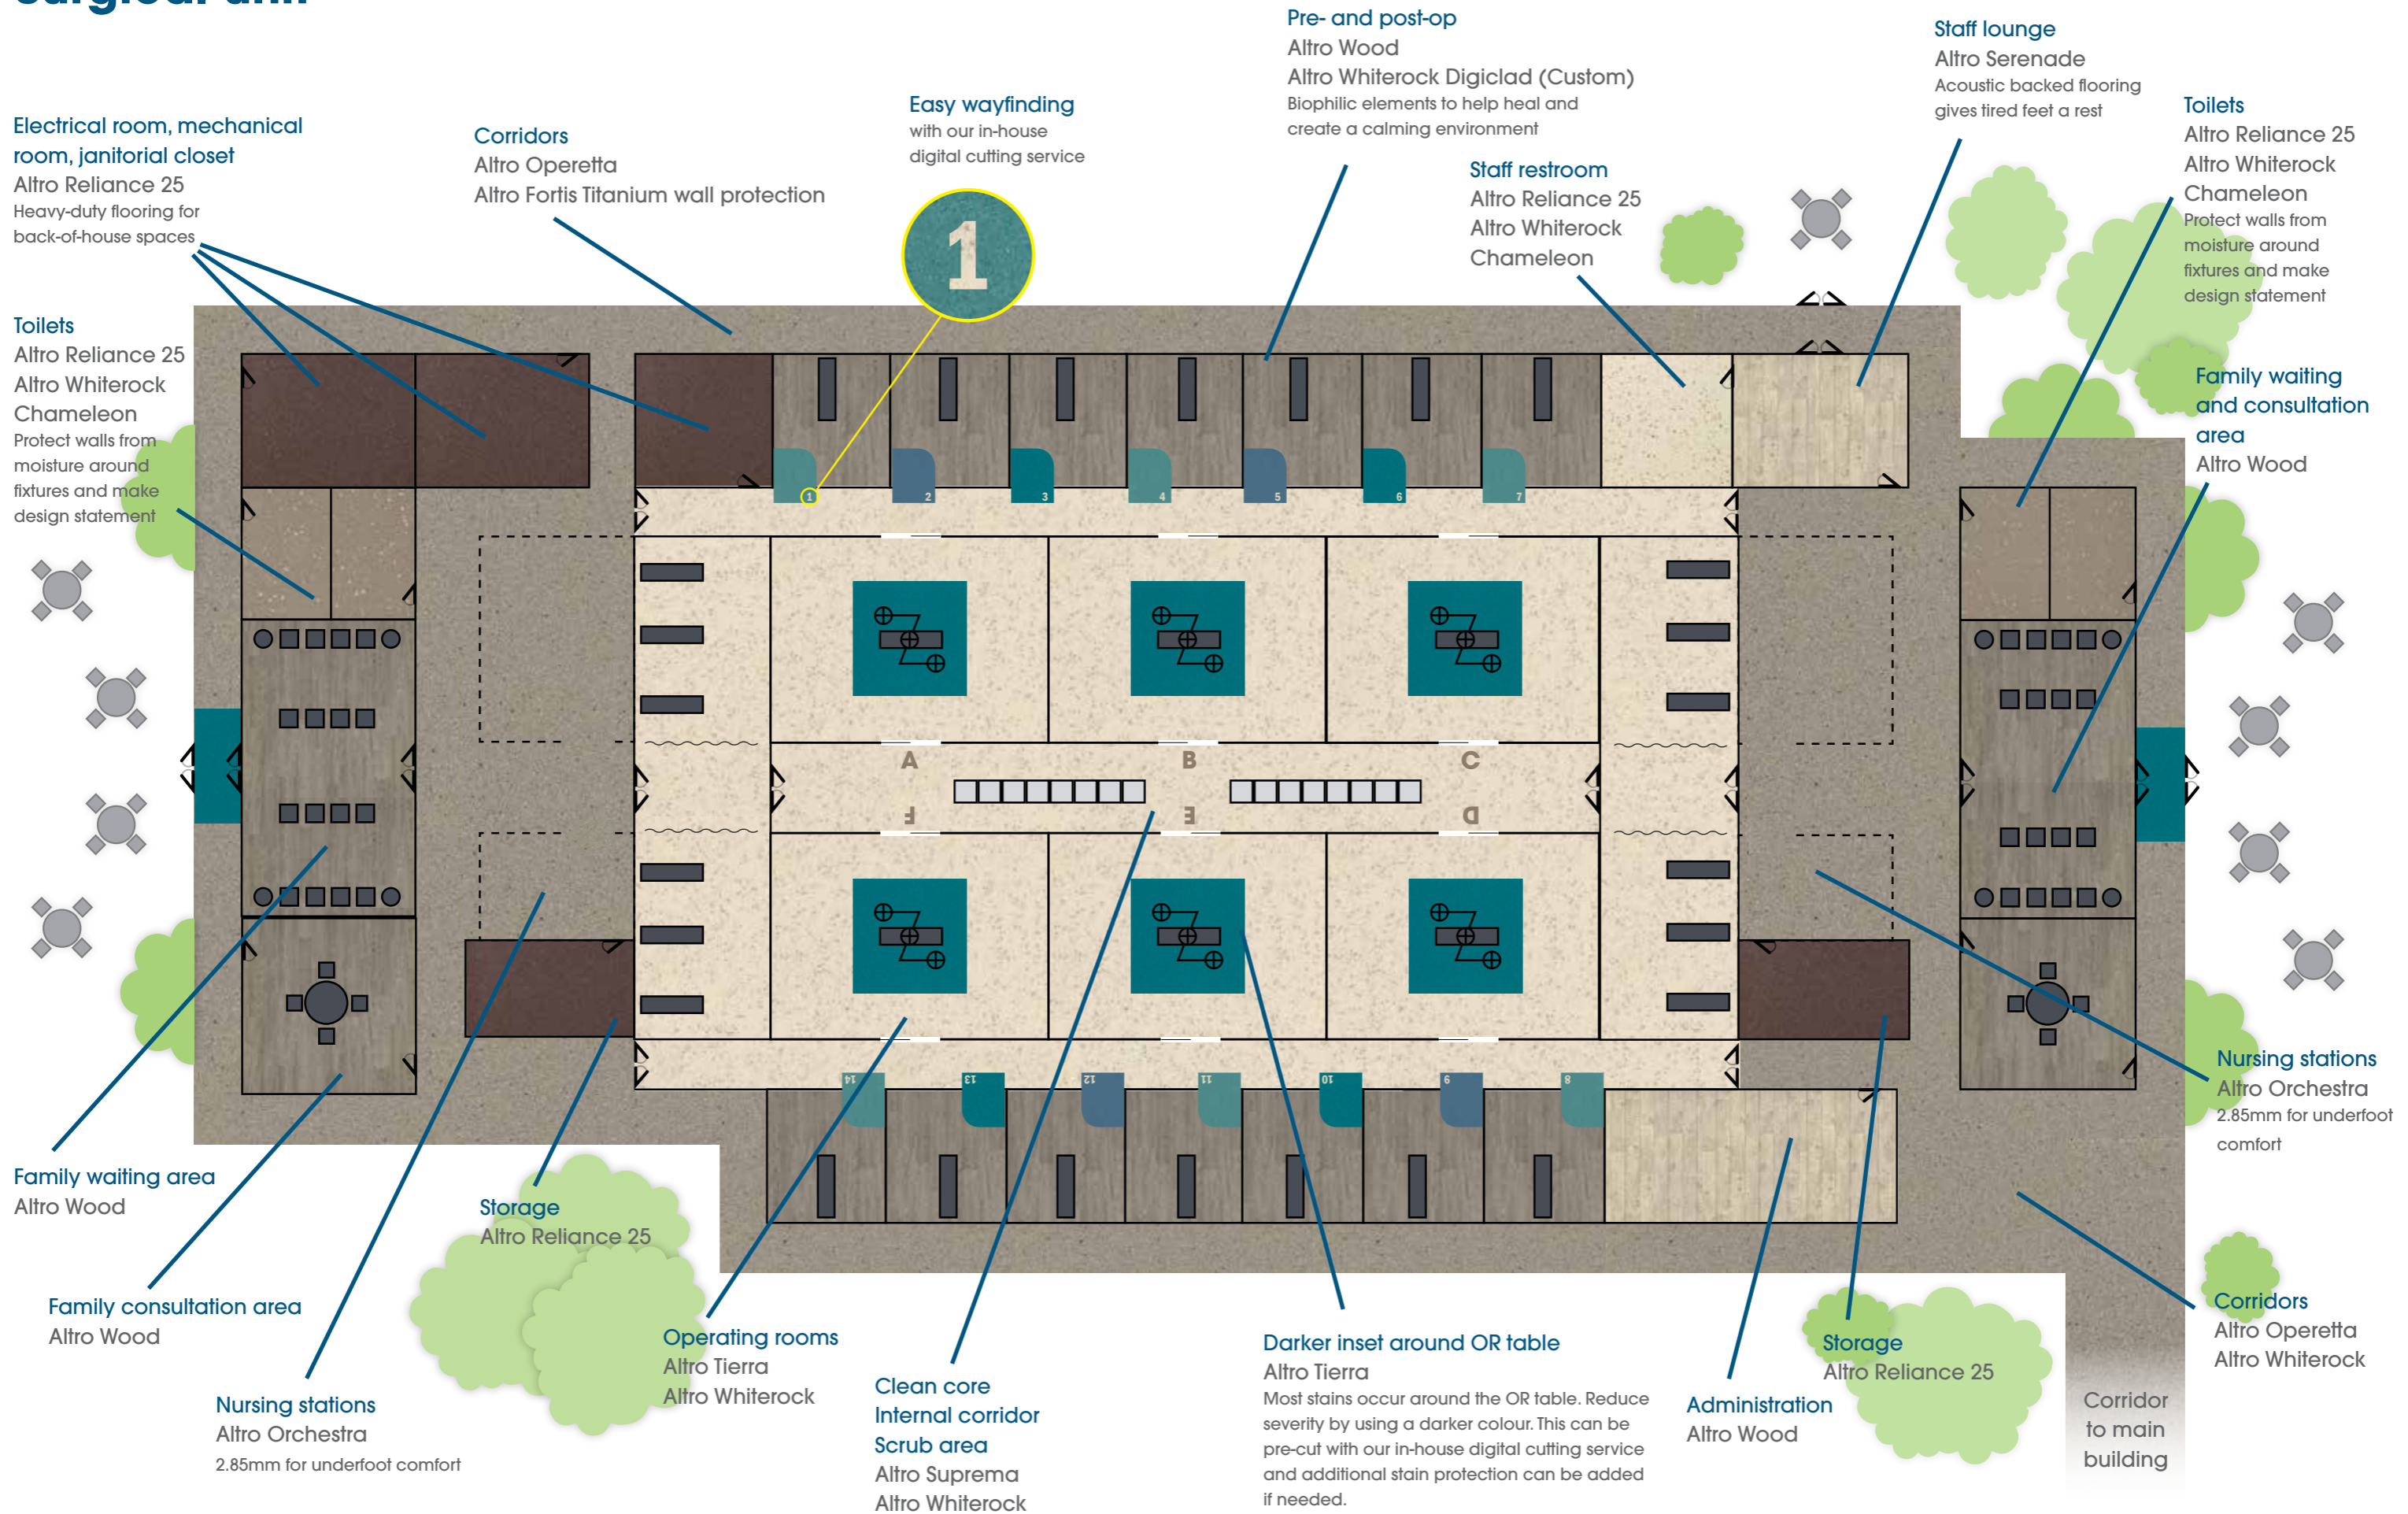 Surgical unit
Pre- and post-op
Altro Wood
Altro Whiterock Digiclad (Custom)
Biophilic elements to help heal and
create a calming environment
Staff lounge
Altro Serenade
Acoustic backed flooring
gives tired feet a rest
Easy wayfinding
with our in-house
digital cutting service
Toilets
Altro Reliance 25
Altro Whiterock
Chameleon
Protect walls from
moisture around
fixtures and make
design statement
Electrical room, mechanical
room, janitorial closet
Altro Reliance 25
Heavy-duty flooring for
back-of-house spaces
Corridors
Altro Operetta
Altro Fortis Titanium wall protection
Staff restroom
Altro Reliance 25
Altro Whiterock
Chameleon
1
Toilets
Altro Reliance 25
Altro Whiterock
Chameleon
Protect walls from
moisture around
fixtures and make
design statement
Family waiting
and consultation
area
Altro Wood
1
2
3
4
5
6
7
A
B
C
F
E
D
14
13
12
11
10
9
8
Nursing stations
Altro Orchestra
2.85mm for underfoot
comfort
Family waiting area
Altro Wood
Storage
Altro Reliance 25
Family consultation area
Altro Wood
Nursing stations
Altro Orchestra
2.85mm for underfoot comfort
Operating rooms
Altro Tierra
Altro Whiterock
Clean core
Internal corridor
Scrub area
Altro Suprema
Altro Whiterock
Darker inset around OR table
Altro Tierra
Most stains occur around the OR table. Reduce
severity by using a darker colour. This can be
pre-cut with our in-house digital cutting service
and additional stain protection can be added
if needed.
Administration
Altro Wood
Storage
Altro Reliance 25
Corridors
Altro Operetta
Altro Whiterock
Corridor
to main
building